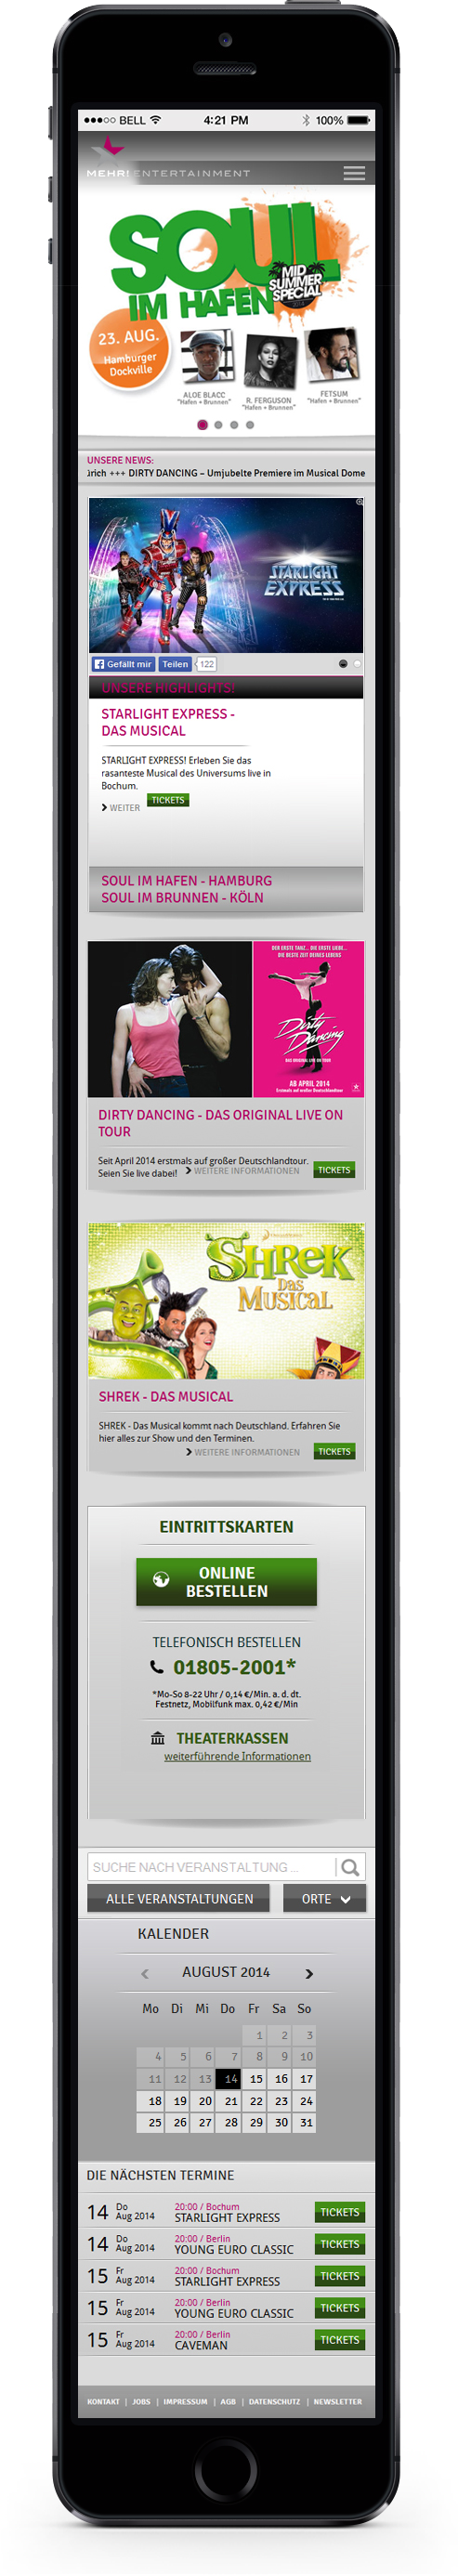 BELL 4:21 PM 100%
MEHR! ENTERTAINMENT
SOUL
IM HAFEN
MID
SUMMER
SPECIAL
23. AUG.
Hamburger
Dockville
ALOE BLACC
"Hafen + Brunnen"
R. FERGUSON
"Hafen + Brunnen"
FETSUM
"Hafen + Brunnen"
UNSERE NEWS:
ürich +++ DIRTY DANCING – Umjubelte Premiere im Musical Dome
STARLIGHT
EXPRESS
Gefällt mir Teilen 122
UNSERE HIGHLIGHTS!
STARLIGHT EXPRESS -
DAS MUSICAL
STARLIGHT EXPRESS! Erleben Sie das
rasanteste Musical des Universums live in
Bochum.
WEITER TICKETS
SOUL IM HAFEN - HAMBURG
SOUL IM BRUNNEN - KÖLN
DER ERSTE TANZ... DIE ERSTE LIEBE...
DIE BESTE ZEIT DEINES LEBENS
Dirty
Dancing
DAS ORIGINAL LIVE ON TOUR
AB APRIL 2014
Erstmals auf großer Deutschlandtour
DIRTY DANCING - DAS ORIGINAL LIVE ON
TOUR
Seit April 2014 erstmals auf großer Deutschlandtour.
Seien Sie live dabei! WEITERE INFORMATIONEN TICKETS
SHREK
Das
MUSICAL
SHREK - DAS MUSICAL
SHREK - Das Musical kommt nach Deutschland. Erfahren Sie
hier alles zur Show und den Terminen.
WEITERE INFORMATIONEN TICKETS
EINTRITTSKARTEN
ONLINE
BESTELLEN
TELEFONISCH BESTELLEN
01805-2001*
*Mo-So 8-22 Uhr / 0,14 €/Min. a. d. dt.
Festnetz, Mobilfunk max. 0,42 €/Min
THEATERKASSEN
weiterführende Informationen
SUCHE NACH VERANSTALTUNG ...
ALLE VERANSTALTUNGEN ORTE
KALENDER
AUGUST 2014
Mo Di Mi Do Fr Sa So
1 2 3
4 5 6 7 8 9 10
11 12 13 14 15 16 17
18 19 20 21 22 23 24
25 26 27 28 29 30 31
DIE NÄCHSTEN TERMINE
14 Do Aug 2014 20:00 / Bochum STARLIGHT EXPRESS TICKETS
14 Do Aug 2014 20:00 / Berlin YOUNG EURO CLASSIC TICKETS
15 Fr Aug 2014 20:00 / Bochum STARLIGHT EXPRESS TICKETS
15 Fr Aug 2014 20:00 / Berlin YOUNG EURO CLASSIC TICKETS
15 Fr Aug 2014 20:00 / Berlin CAVEMAN TICKETS
KONTAKT | JOBS | IMPRESSUM | AGB | DATENSCHUTZ | NEWSLETTER